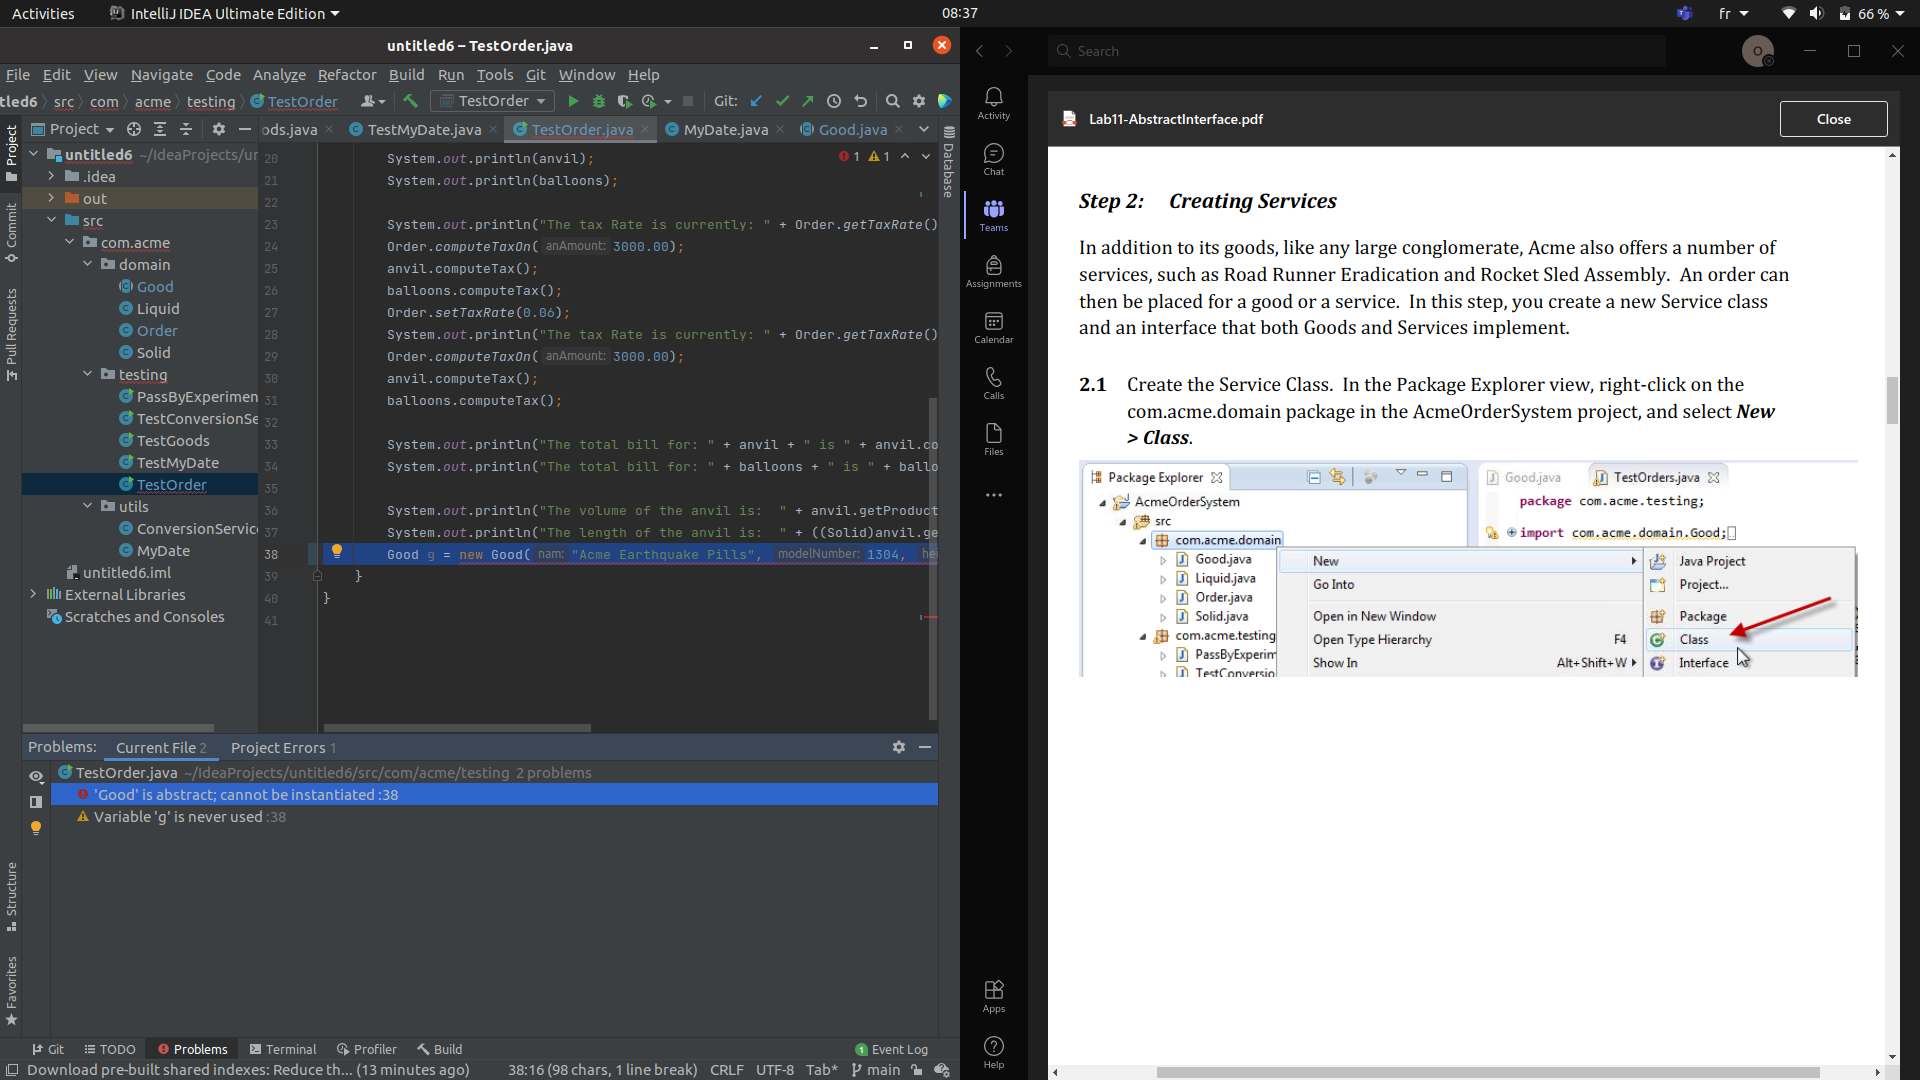 Activities
IntelliJ IDEA Ultimate Edition
08:37
fr
66 %
untitled6 – TestOrder.java
File Edit View Navigate Code Analyze Refactor Build Run Tools Git Window Help
tled6 src com acme testing TestOrder
TestOrder
Git:
Project
ods.java
TestMyDate.java
TestOrder.java
MyDate.java
Good.java
Project
Commit
Pull Requests
Structure
Favorites
Database
untitled6 ~/IdeaProjects/ur
.idea
out
src
com.acme
domain
Good
Liquid
Order
Solid
testing
PassByExperimen
TestConversionSe
TestGoods
TestMyDate
TestOrder
utils
ConversionService
MyDate
untitled6.iml
External Libraries
Scratches and Consoles
1 1
20 System.out.println(anvil);
21 System.out.println(balloons);
22
23 System.out.println("The tax Rate is currently: " + Order.getTaxRate()
24 Order.computeTaxOn( anAmount: 3000.00);
25 anvil.computeTax();
26 balloons.computeTax();
27 Order.setTaxRate(0.06);
28 System.out.println("The tax Rate is currently: " + Order.getTaxRate()
29 Order.computeTaxOn( anAmount: 3000.00);
30 anvil.computeTax();
31 balloons.computeTax();
32
33 System.out.println("The total bill for: " + anvil + " is " + anvil.co
34 System.out.println("The total bill for: " + balloons + " is " + ballo
35
36 System.out.println("The volume of the anvil is:  " + anvil.getProduct
37 System.out.println("The length of the anvil is:  " + ((Solid)anvil.ge
38 Good g = new Good( nam: "Acme Earthquake Pills", modelNumber: 1304, hei
39 }
40 }
41
Problems: Current File 2 Project Errors 1
TestOrder.java ~/IdeaProjects/untitled6/src/com/acme/testing 2 problems
'Good' is abstract; cannot be instantiated :38
Variable 'g' is never used :38
Git TODO Problems Terminal Profiler Build
1 Event Log
Download pre-built shared indexes: Reduce th... (13 minutes ago)
38:16 (98 chars, 1 line break) CRLF UTF-8 Tab* main
Search
O
Activity
Chat
Teams
Assignments
Calendar
Calls
Files
Apps
Help
Lab11-AbstractInterface.pdf
Close
Step 2: Creating Services
In addition to its goods, like any large conglomerate, Acme also offers a number of
services, such as Road Runner Eradication and Rocket Sled Assembly.  An order can
then be placed for a good or a service.  In this step, you create a new Service class
and an interface that both Goods and Services implement.
2.1 Create the Service Class.  In the Package Explorer view, right-click on the
com.acme.domain package in the AcmeOrderSystem project, and select New
> Class.
Package Explorer
AcmeOrderSystem
src
com.acme.domain
Good.java
Liquid.java
Order.java
Solid.java
com.acme.testing
PassByExperim
TestConversio
Good.java
TestOrders.java
package com.acme.testing;
import com.acme.domain.Good;
New
Go Into
Open in New Window
Open Type Hierarchy F4
Show In Alt+Shift+W
Java Project
Project...
Package
Class
Interface